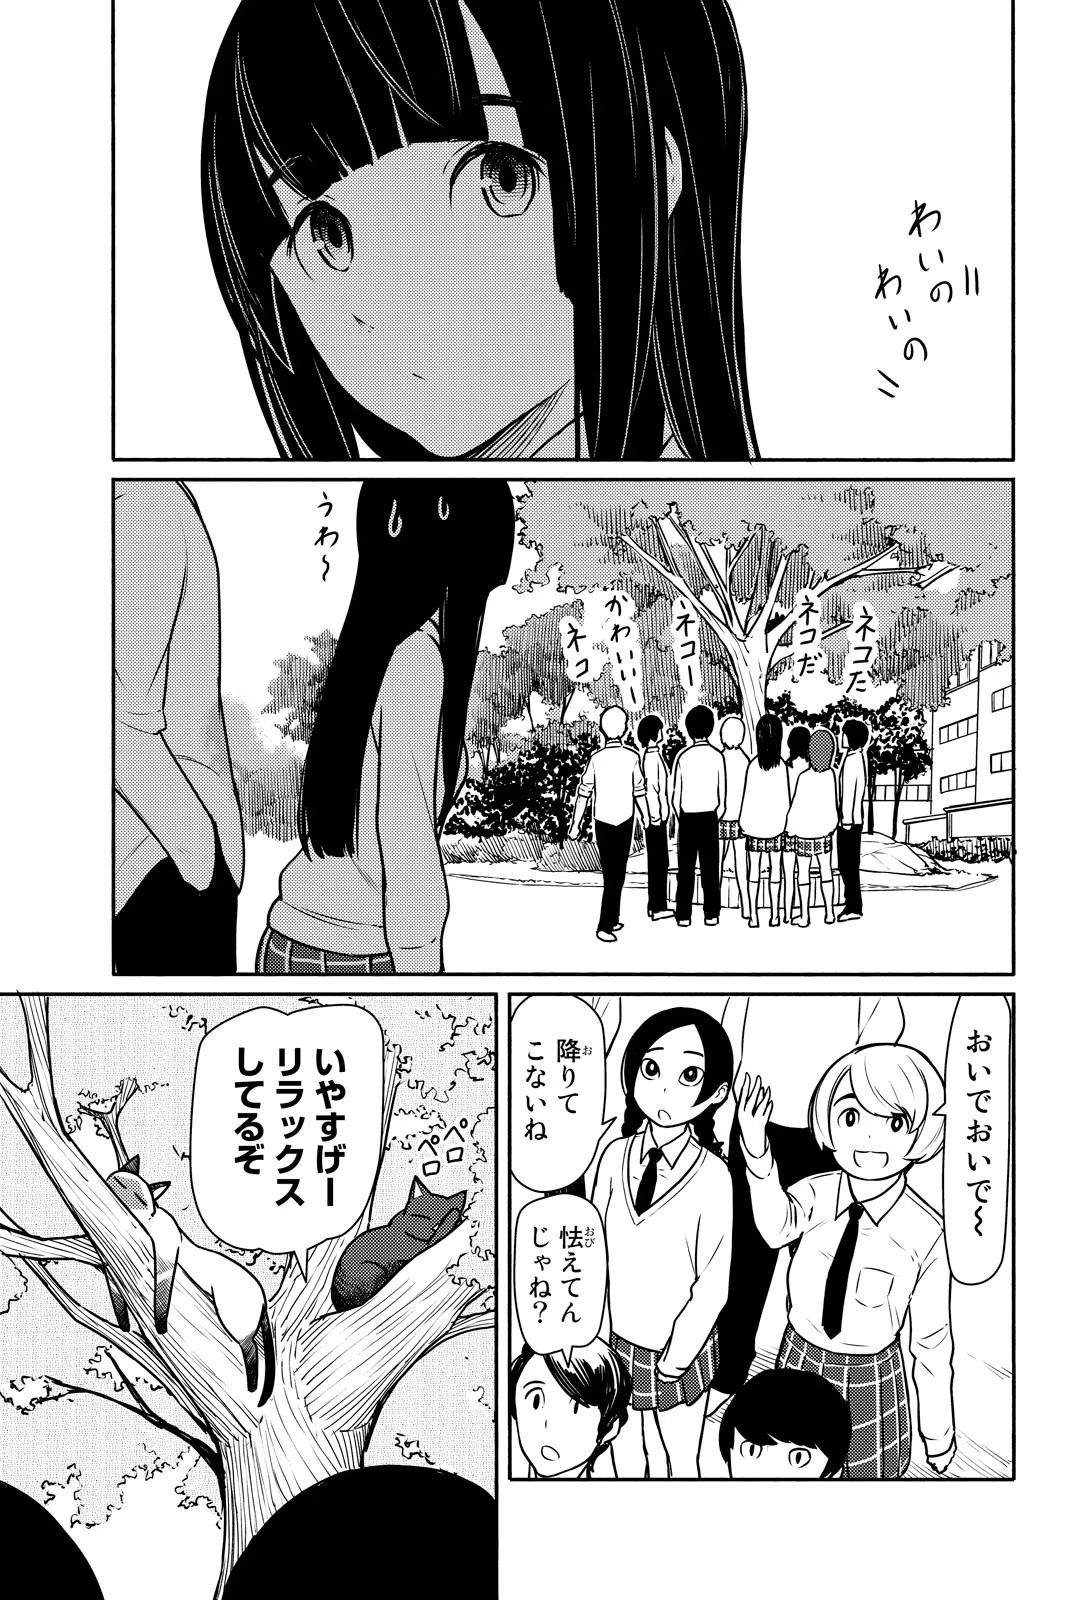 わいの
わいの
うわ〜
ネコだ
ネコだ
ネコー
かわいいー
ネコ
おいでおいで〜
降りて
こないね
お
怯えてん
じゃね?
おび
いやすげー
リラックス
してるぞ
ペロ
ペロ